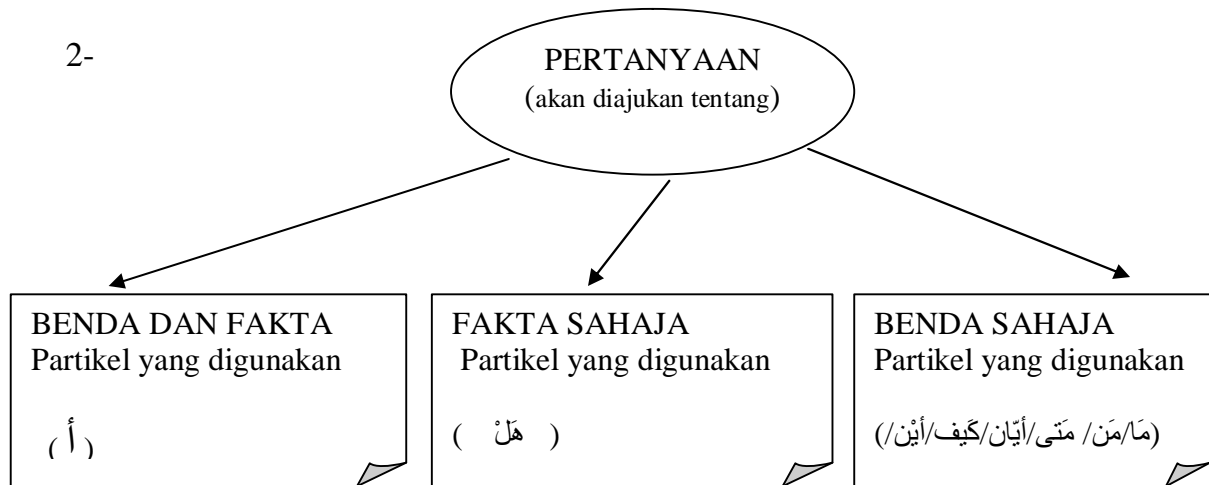 2-
PERTANYAAN
(akan diajukan tentang)
BENDA DAN FAKTA
Partikel yang digunakan
(أ)
FAKTA SAHAJA
Partikel yang digunakan
( هَلْ )
BENDA SAHAJA
Partikel yang digunakan
(مَا/مَن/ مَتى/أيّان/كَيف/أيْن/)